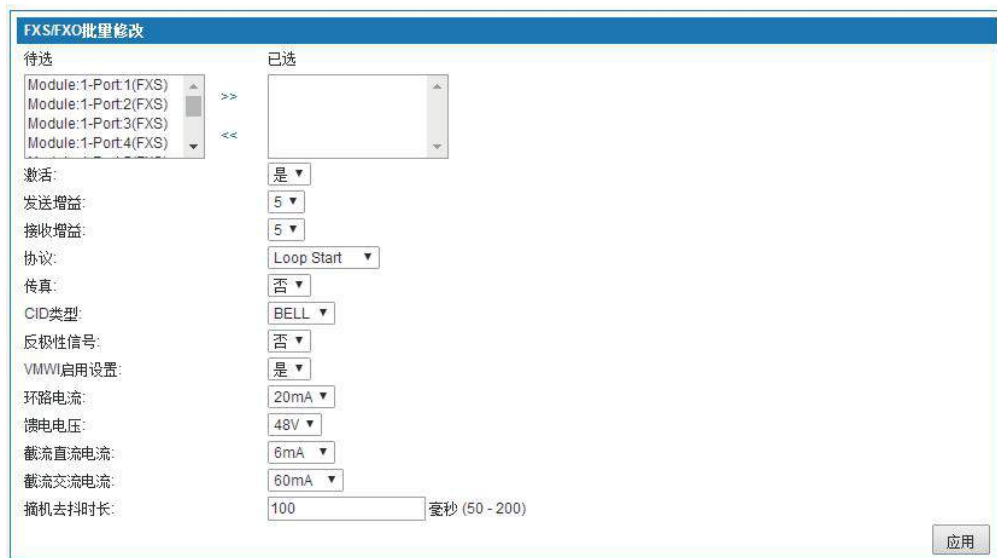 FXS/FXO批量修改
待选 已选
Module:1-Port:1(FXS)
Module:1-Port:2(FXS) >>
Module:1-Port:3(FXS)
Module:1-Port:4(FXS) <<
激活: 是
发送增益: 5
接收增益: 5
协议: Loop Start
传真: 否
CID类型: BELL
反极性信号: 否
VMWI启用设置: 是
环路电流: 20mA
馈电电压: 48V
截流直流电流: 6mA
截流交流电流: 60mA
摘机去抖时长: 100 毫秒 (50 - 200)
应用